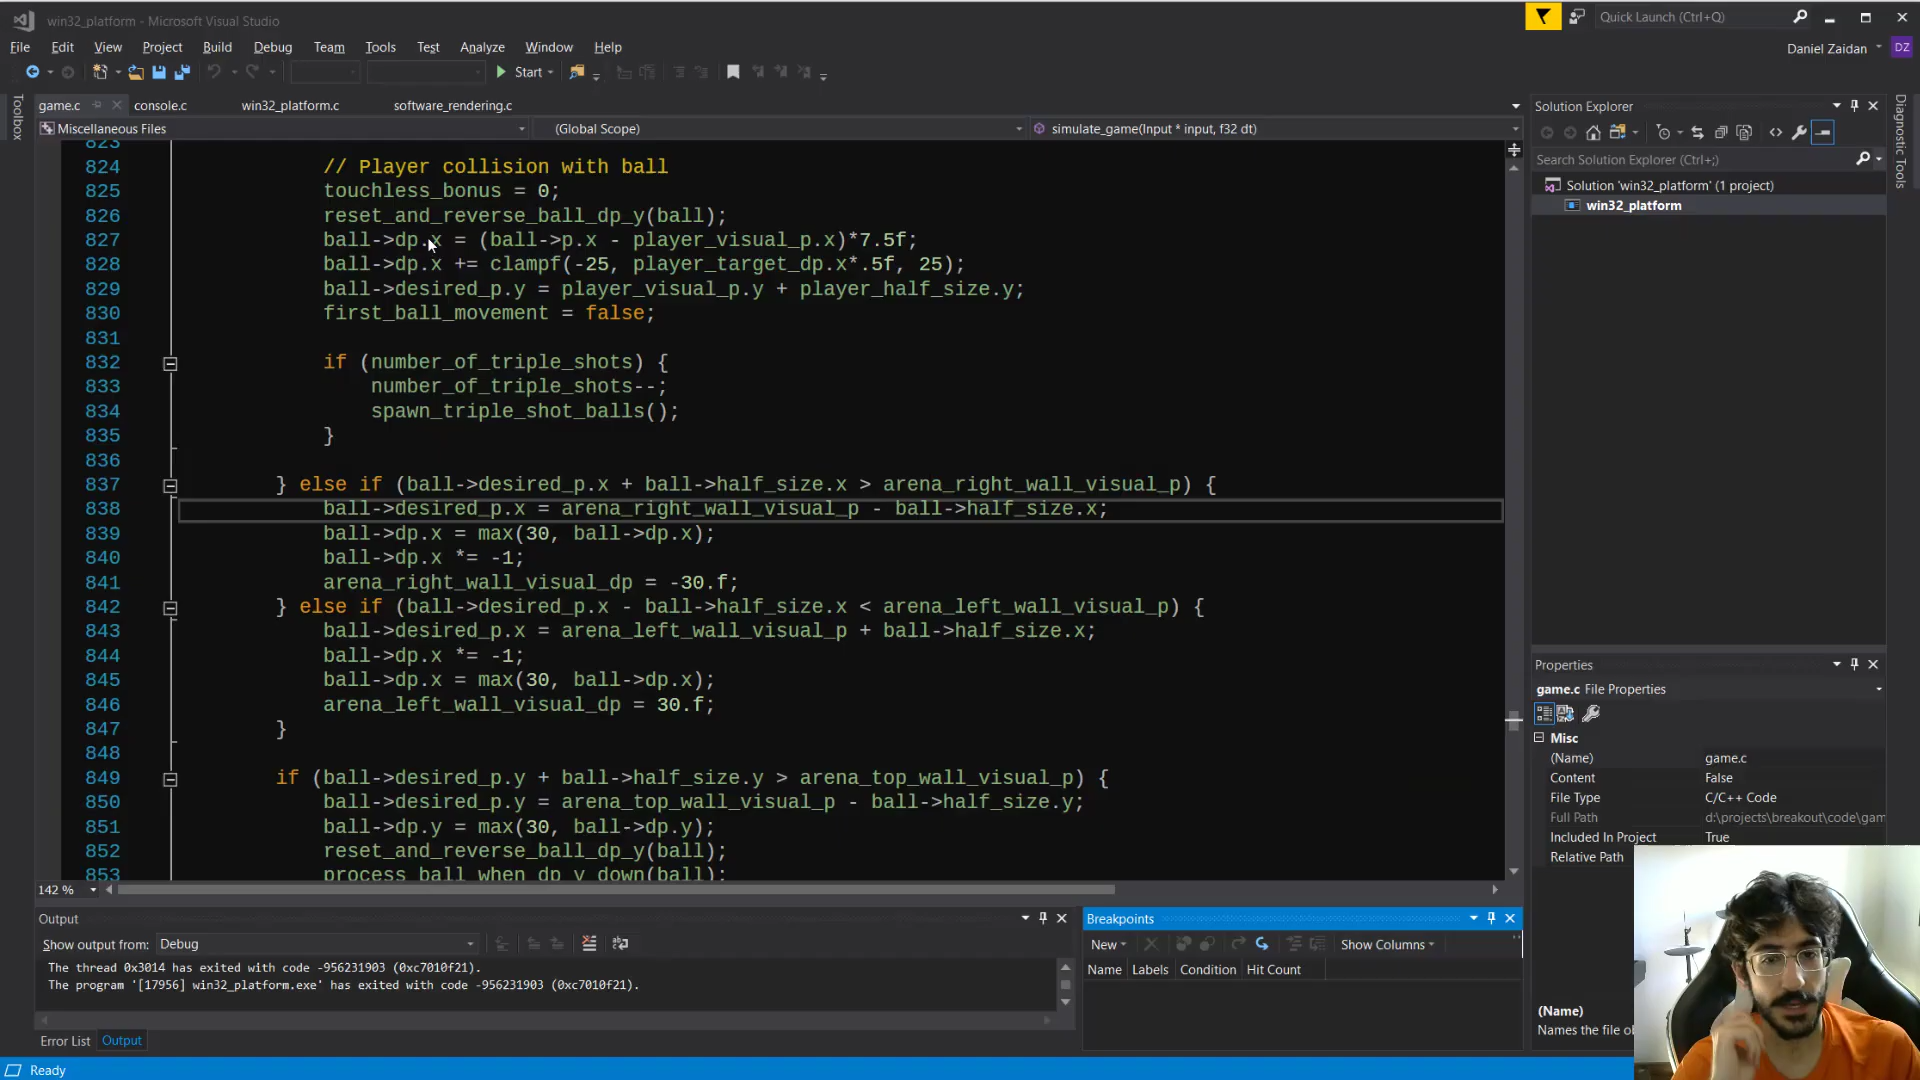 win32_platform - Microsoft Visual Studio
Quick Launch (Ctrl+Q)
File Edit View Project Build Debug Team Tools Test Analyze Window Help
Daniel Zaidan DZ
Start
Toolbox
game.c console.c win32_platform.c software_rendering.c
Miscellaneous Files (Global Scope) simulate_game(Input * input, f32 dt)
823
824 // Player collision with ball
825 touchless_bonus = 0;
826 reset_and_reverse_ball_dp_y(ball);
827 ball->dp.x = (ball->p.x - player_visual_p.x)*7.5f;
828 ball->dp.x += clampf(-25, player_target_dp.x*.5f, 25);
829 ball->desired_p.y = player_visual_p.y + player_half_size.y;
830 first_ball_movement = false;
831
832 if (number_of_triple_shots) {
833 number_of_triple_shots--;
834 spawn_triple_shot_balls();
835 }
836
837 } else if (ball->desired_p.x + ball->half_size.x > arena_right_wall_visual_p) {
838 ball->desired_p.x = arena_right_wall_visual_p - ball->half_size.x;
839 ball->dp.x = max(30, ball->dp.x);
840 ball->dp.x *= -1;
841 arena_right_wall_visual_dp = -30.f;
842 } else if (ball->desired_p.x - ball->half_size.x < arena_left_wall_visual_p) {
843 ball->desired_p.x = arena_left_wall_visual_p + ball->half_size.x;
844 ball->dp.x *= -1;
845 ball->dp.x = max(30, ball->dp.x);
846 arena_left_wall_visual_dp = 30.f;
847 }
848
849 if (ball->desired_p.y + ball->half_size.y > arena_top_wall_visual_p) {
850 ball->desired_p.y = arena_top_wall_visual_p - ball->half_size.y;
851 ball->dp.y = max(30, ball->dp.y);
852 reset_and_reverse_ball_dp_y(ball);
853 process_ball_when_dp_y_down(ball);
142 %
Solution Explorer
Search Solution Explorer (Ctrl+;)
Solution 'win32_platform' (1 project)
win32_platform
Diagnostic Tools
Properties
game.c File Properties
Misc
(Name) game.c
Content False
File Type C/C++ Code
Full Path d:\projects\breakout\code\gam
Included In Project True
Relative Path
(Name)
Names the file ob
Output
Show output from: Debug
The thread 0x3014 has exited with code -956231903 (0xc7010f21).
The program '[17956] win32_platform.exe' has exited with code -956231903 (0xc7010f21).
Error List Output
Breakpoints
New Show Columns
Name Labels Condition Hit Count
Ready